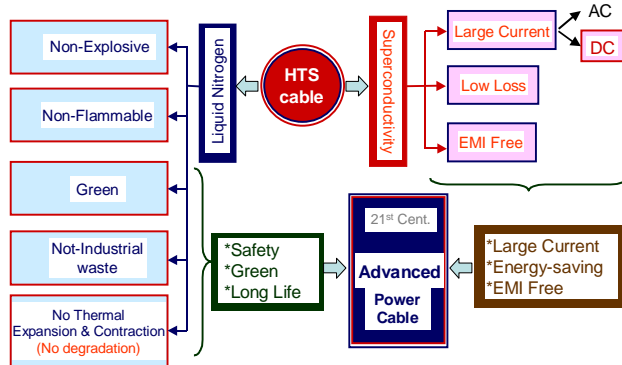 Non-Explosive
Non-Flammable
Green
Not-Industrial
waste
No Thermal
Expansion & Contraction
(No degradation)
Liquid Nitrogen
HTS
cable
Superconductivity
Large Current
AC
DC
Low Loss
EMI Free
*Safety
*Green
*Long Life
21st Cent.
Advanced
Power
Cable
*Large Current
*Energy-saving
*EMI Free